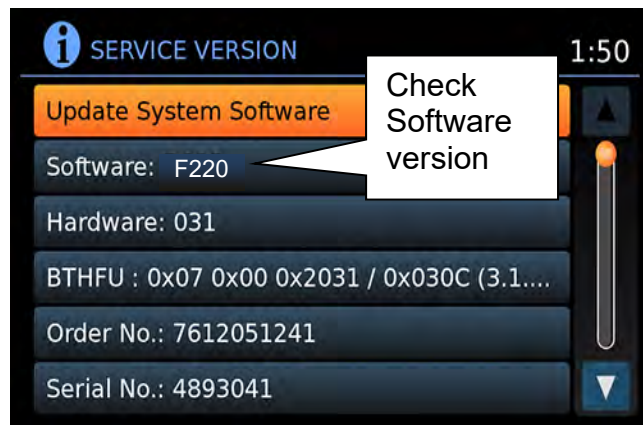 SERVICE VERSION
1:50
Update System Software
Check
Software
version
Software: F220
Hardware: 031
BTHFU : 0x07 0x00 0x2031 / 0x030C (3.1....
Order No.: 7612051241
Serial No.: 4893041